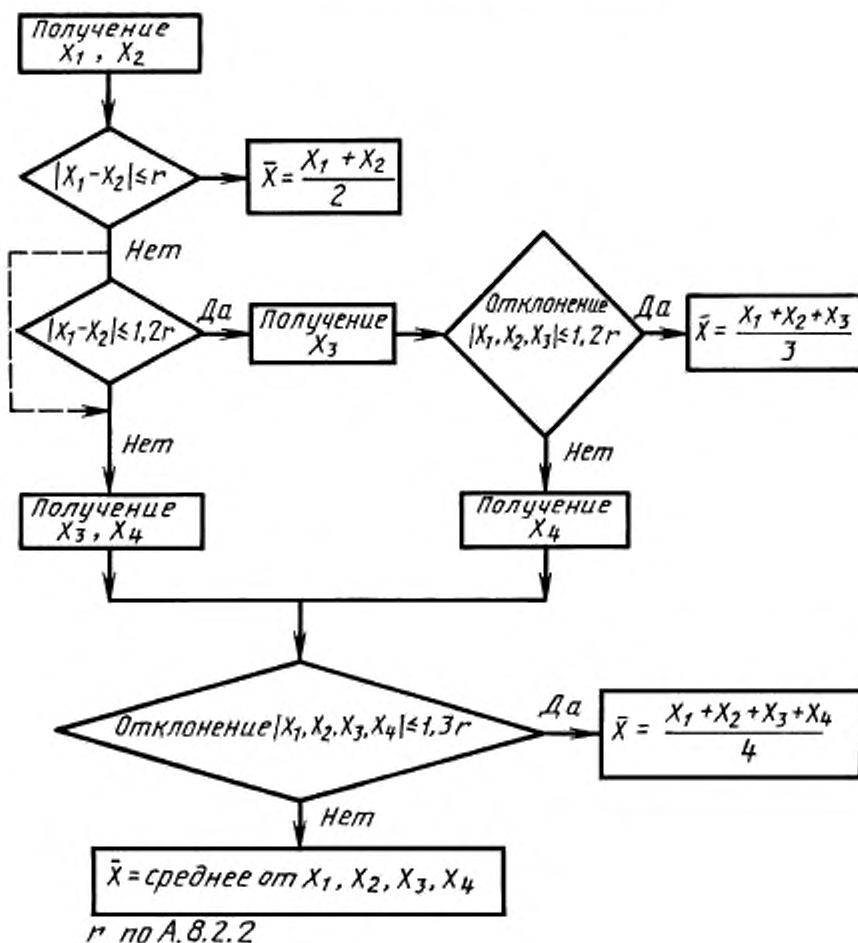 Получение
X₁, X₂
|X₁-X₂|≤r
X̄ = (X₁ + X₂)/2
Нет
|X₁-X₂|≤1,2r
Да
Получение
X₃
Отклонение
|X₁,X₂,X₃|≤1,2r
Да
X̄ = (X₁+X₂+X₃)/3
Нет
Нет
Получение
X₃, X₄
Получение
X₄
Отклонение|X₁,X₂,X₃,X₄|≤1,3r
Да
X̄ = (X₁+X₂+X₃+X₄)/4
Нет
X̄ = среднее от X₁, X₂, X₃, X₄
r по А.8.2.2